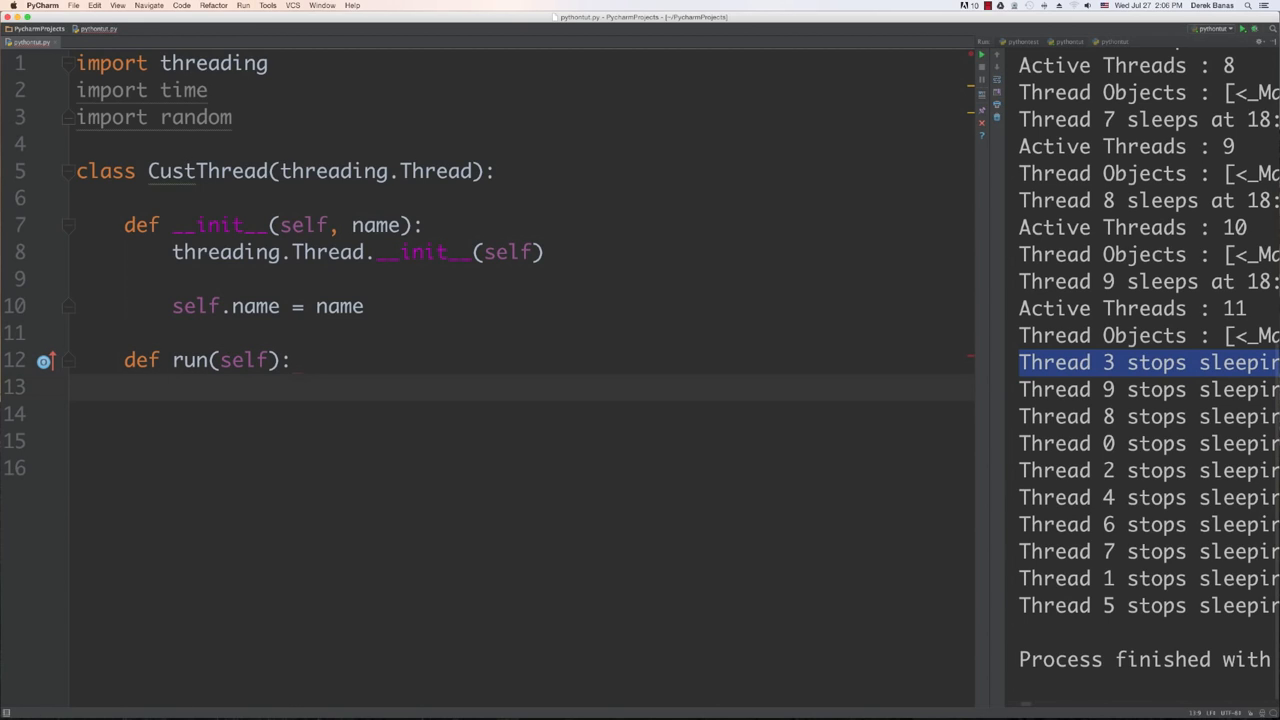 PyCharm File Edit View Navigate Code Refactor Run Tools VCS Window Help
10 Wed Jul 27 2:06 PM Derek Banas
pythontut.py - PycharmProjects - [~/PycharmProjects]
PycharmProjects pythontut.py
pythontut
pythontut.py
Run: pythontest pythontut pythontut
1 import threading
2 import time
3 import random
4
5 class CustThread(threading.Thread):
6
7 def __init__(self, name):
8 threading.Thread.__init__(self)
9
10 self.name = name
11
12 def run(self):
13
14
15
16
Active Threads : 8
Thread Objects : [<_Ma
Thread 7 sleeps at 18:
Active Threads : 9
Thread Objects : [<_Ma
Thread 8 sleeps at 18:
Active Threads : 10
Thread Objects : [<_Ma
Thread 9 sleeps at 18:
Active Threads : 11
Thread Objects : [<_Ma
Thread 3 stops sleepin
Thread 9 stops sleepin
Thread 8 stops sleepin
Thread 0 stops sleepin
Thread 2 stops sleepin
Thread 4 stops sleepin
Thread 6 stops sleepin
Thread 7 stops sleepin
Thread 1 stops sleepin
Thread 5 stops sleepin
Process finished with
13:9 LF UTF-8